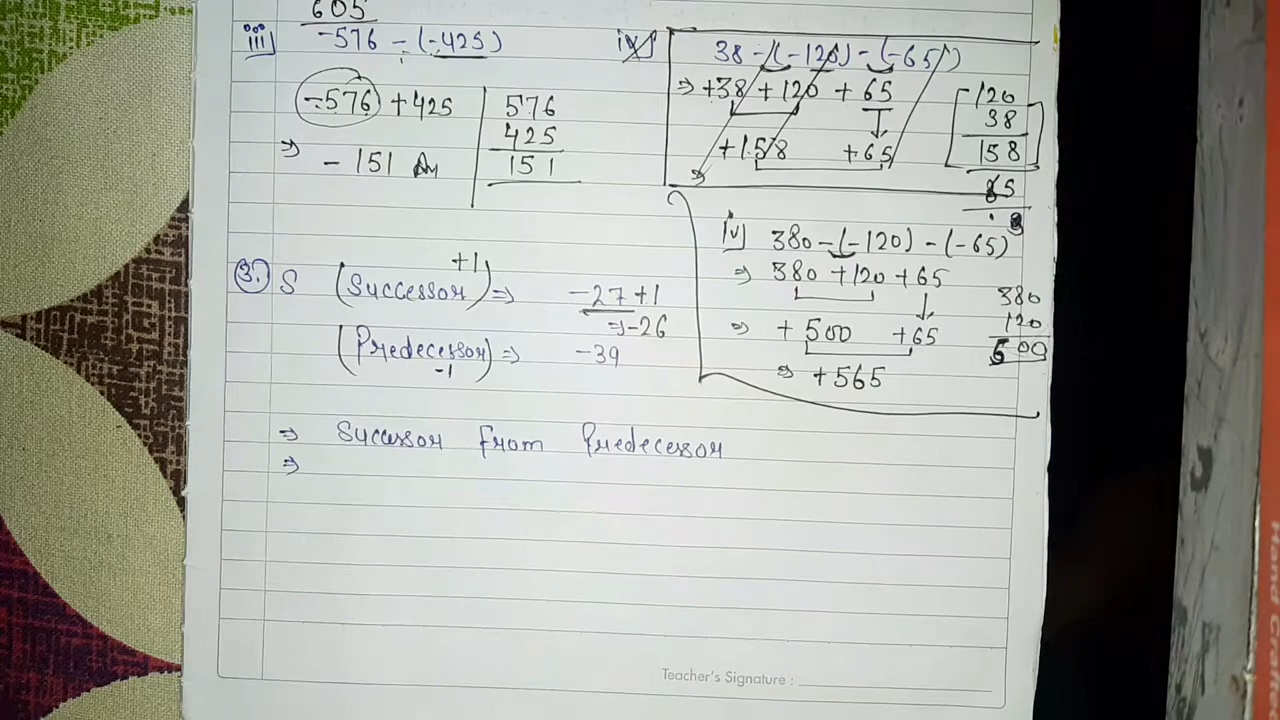 605
iii) -576 - (-425)
-576 + 425
⇒ - 151 Ans
576
425
151
iv) 38 - (-120) - (-65)
⇒ +38 + 120 + 65
+158 +65
⇒
120
38
158
65
iv) 380 - (-120) - (-65)
⇒ 380 + 120 + 65
⇒ + 500 +65
⇒ +565
380
120
500
3. S (Successor) +1 ⇒ -27 +1
⇒ -26
(Predecessor) -1 ⇒ -39
⇒ Successor from Predecessor
⇒
Teacher's Signature :